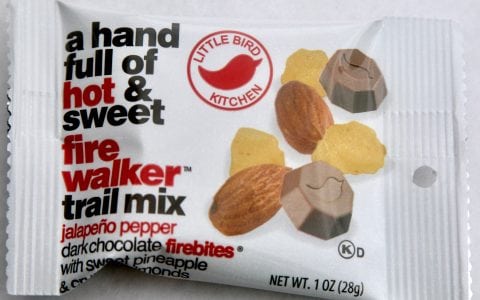 a hand
full of
hot &
sweet
fire
walker™
trail mix
jalapeño pepper
dark chocolate firebites®
with sweet pineapple
& almonds
LITTLE BIRD
KITCHEN
K D
NET WT. 1 OZ (28g)